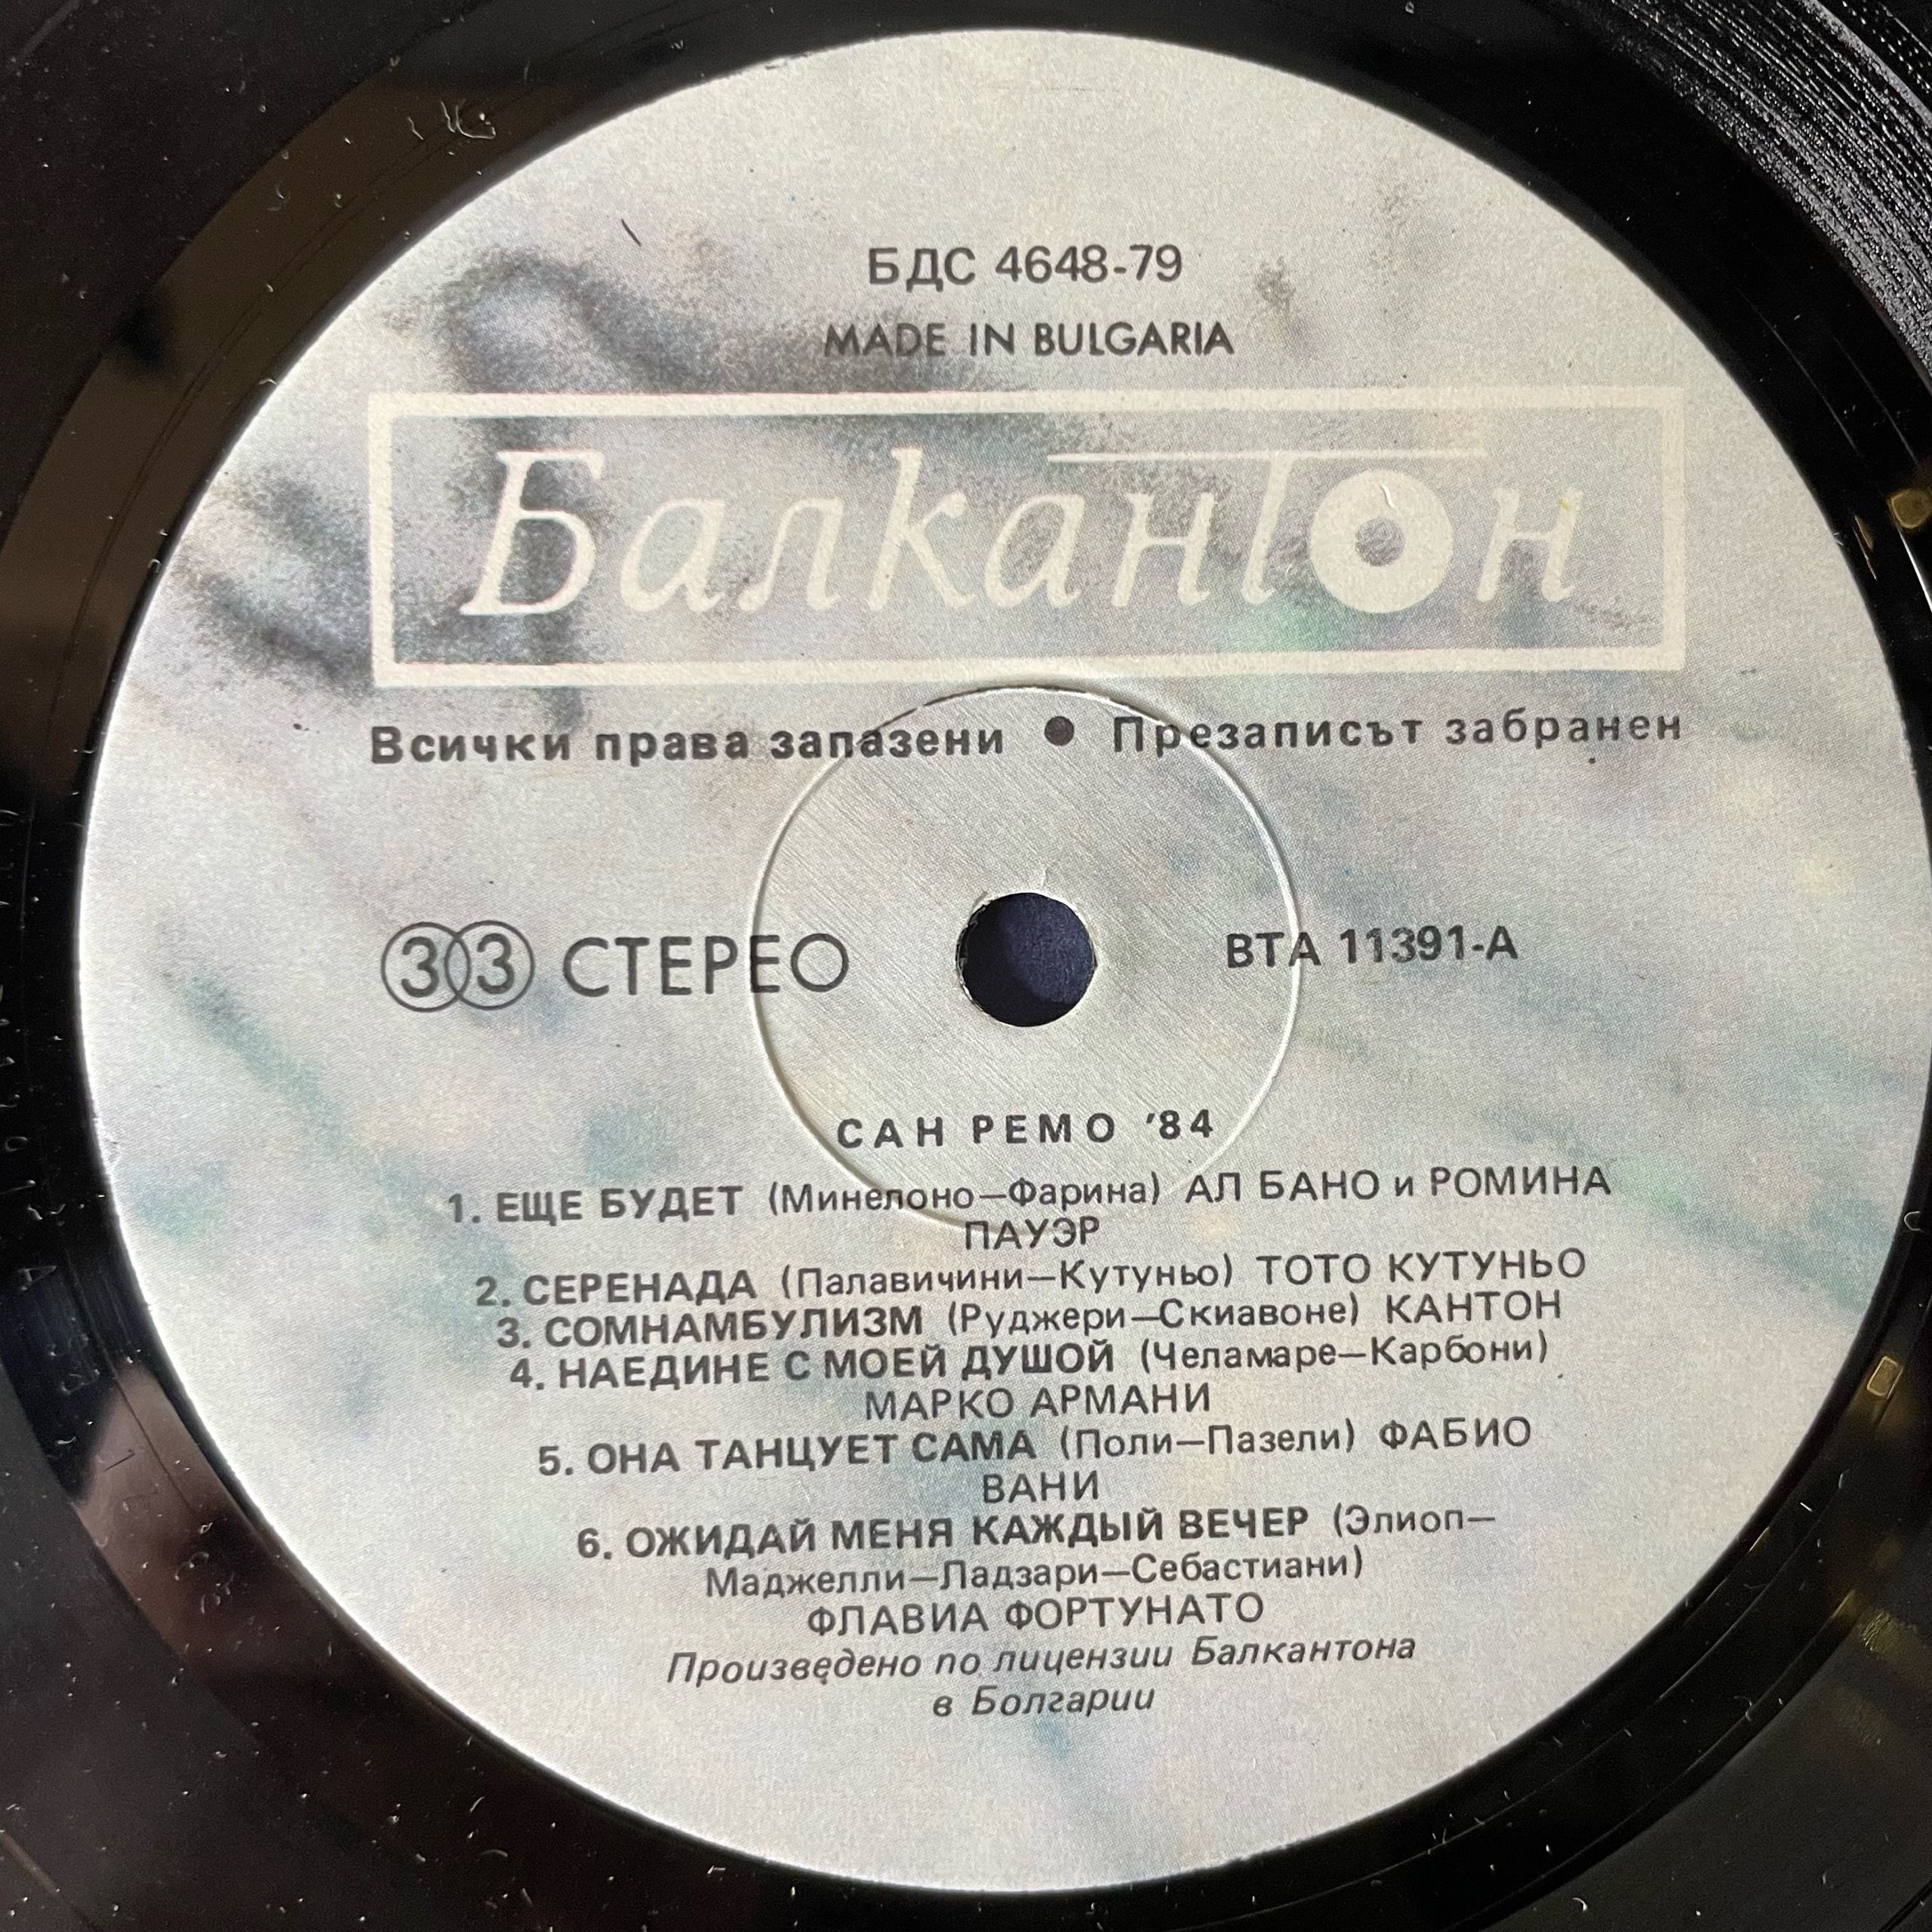 БДС 4648-79
MADE IN BULGARIA
Балкантон
Всички права запазени ● Презаписът забранен
33 СТЕРЕО
ВТА 11391-А
САН РЕМО '84
1. ЕЩЕ БУДЕТ (Минелоно—Фарина) АЛ БАНО и РОМИНА
ПАУЭР
2. СЕРЕНАДА (Палавичини—Кутуньо) ТОТО КУТУНЬО
3. СОМНАМБУЛИЗМ (Руджери—Скиавоне) КАНТОН
4. НАЕДИНЕ С МОЕЙ ДУШОЙ (Челамаре—Карбони)
МАРКО АРМАНИ
5. ОНА ТАНЦУЕТ САМА (Поли—Пазели) ФАБИО
ВАНИ
6. ОЖИДАЙ МЕНЯ КАЖДЫЙ ВЕЧЕР (Элиоп—
Маджелли—Ладзари—Себастиани)
ФЛАВИА ФОРТУНАТО
Произведено по лицензии Балкантона
в Болгарии